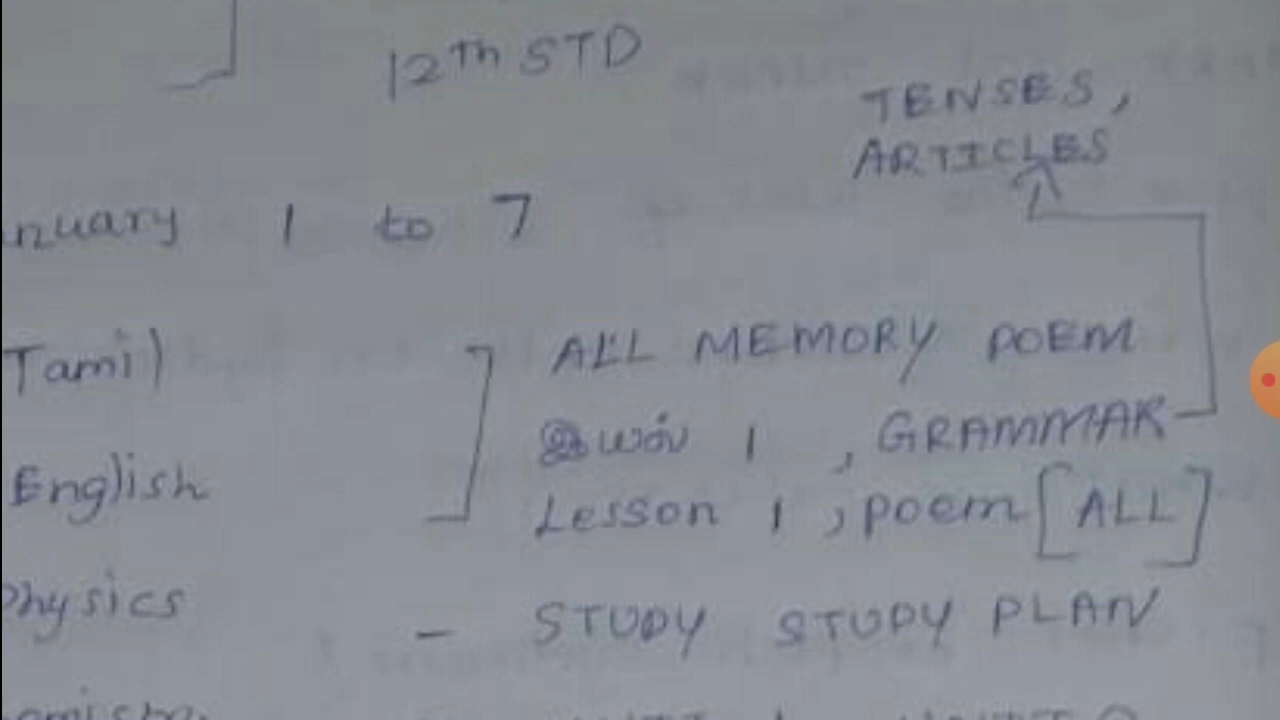 12Th STD
TENSES,
ARTICLES
nuary 1 to 7
Tamil
ALL MEMORY POEM
இயல் 1 , GRAMMAR
English
Lesson 1 , poem [ALL]
Physics - STUDY STUDY PLAN